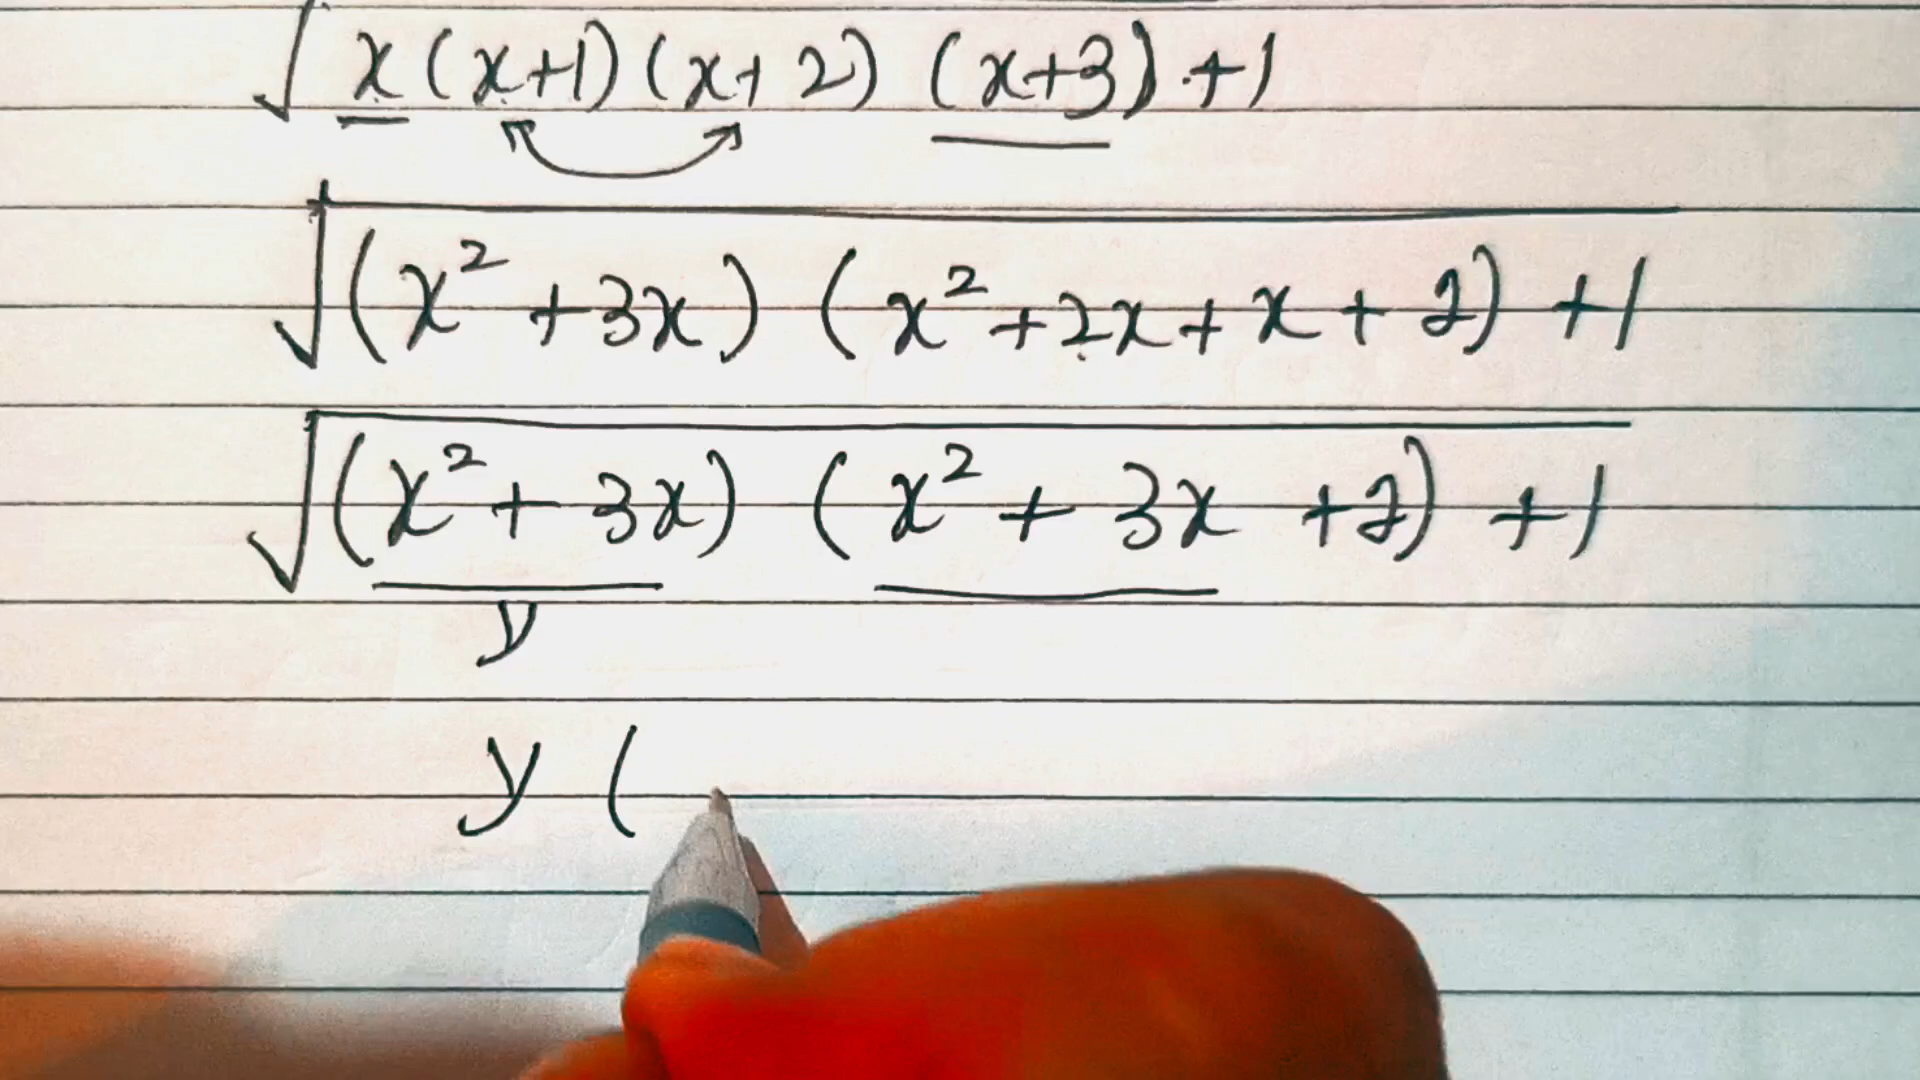 √x(x+1)(x+2) (x+3)+1
√(x²+3x) (x²+2x+x+2)+1
√(x²+3x) (x²+3x+2)+1
y
y (